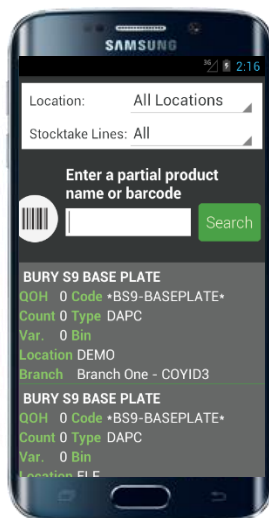 SAMSUNG
3G 2:16
Location: All Locations
Stocktake Lines: All
Enter a partial product
name or barcode
Search
BURY S9 BASE PLATE
QOH 0 Code *BS9-BASEPLATE*
Count 0 Type DAPC
Var. 0 Bin
Location DEMO
Branch Branch One - COYID3
BURY S9 BASE PLATE
QOH 0 Code *BS9-BASEPLATE*
Count 0 Type DAPC
Var. 0 Bin
Location ELE